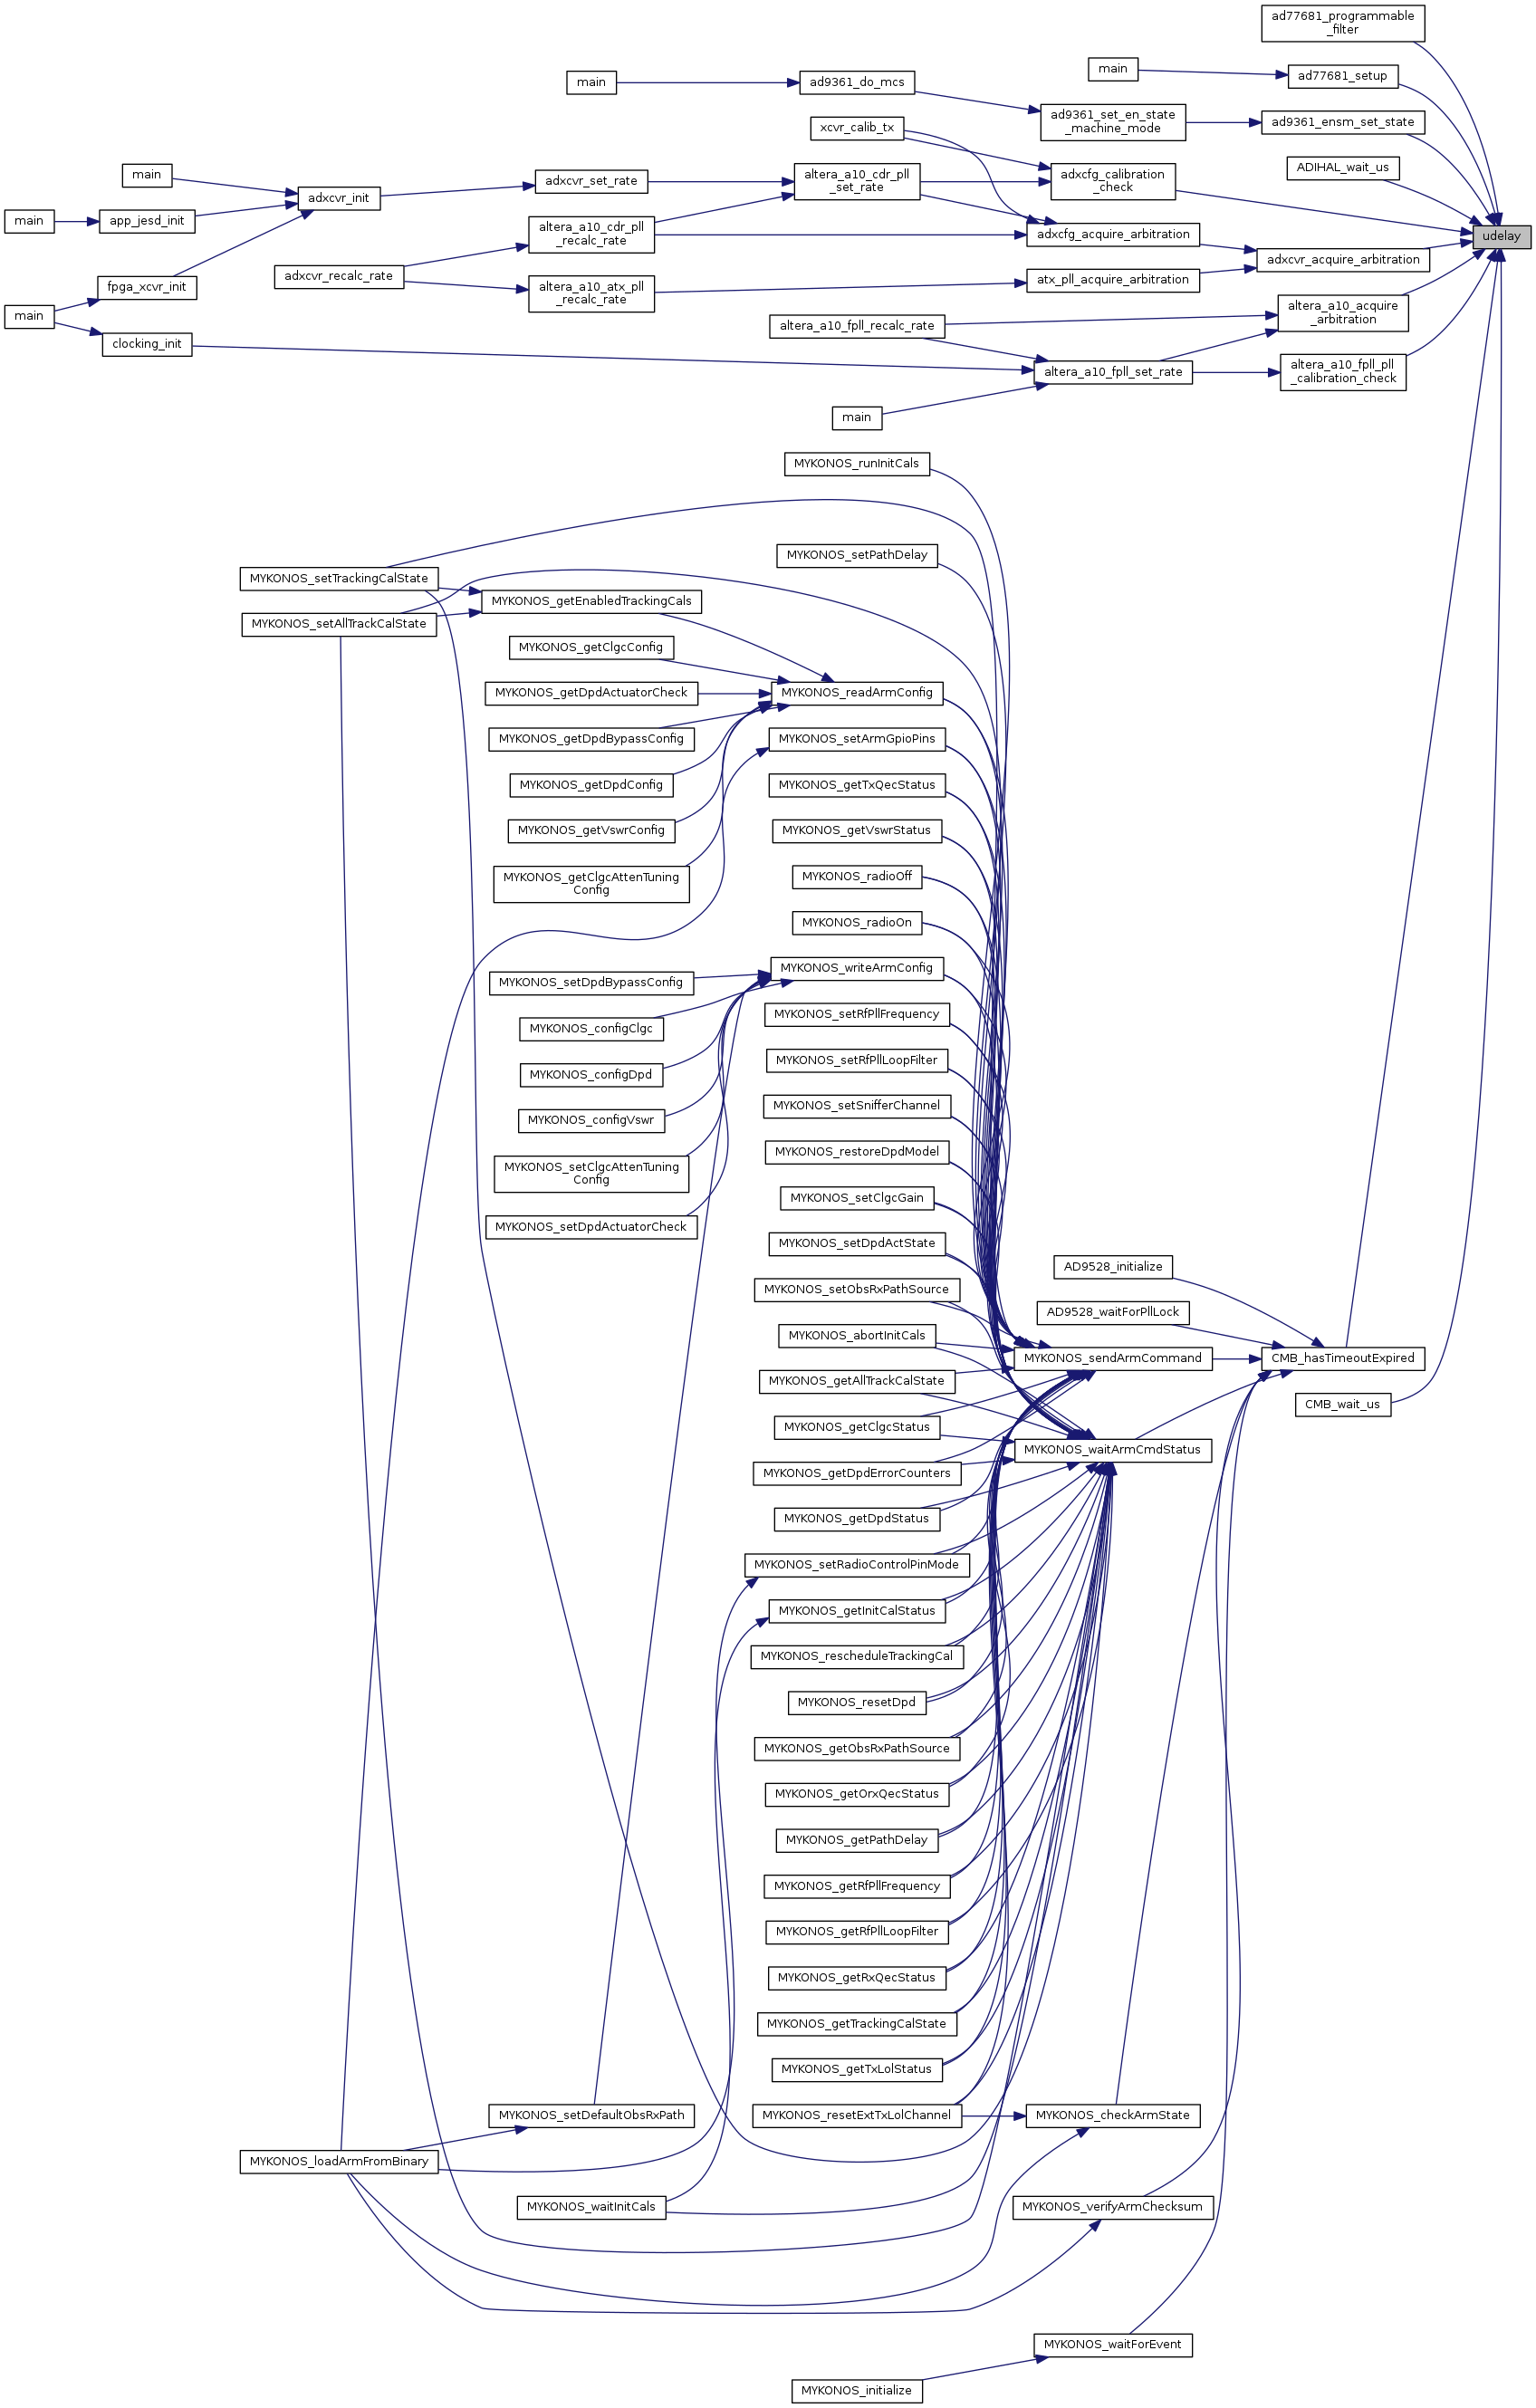 ad77681_programmable
_filter
main
ad77681_setup
main
ad9361_do_mcs
ad9361_set_en_state
_machine_mode
ad9361_ensm_set_state
xcvr_calib_tx
ADIHAL_wait_us
main
adxcvr_init
adxcvr_set_rate
altera_a10_cdr_pll
_set_rate
adxcfg_calibration
_check
main
app_jesd_init
altera_a10_cdr_pll
_recalc_rate
adxcfg_acquire_arbitration
udelay
adxcvr_acquire_arbitration
adxcvr_recalc_rate
fpga_xcvr_init
altera_a10_atx_pll
_recalc_rate
atx_pll_acquire_arbitration
main
altera_a10_acquire
_arbitration
altera_a10_fpll_recalc_rate
clocking_init
altera_a10_fpll_set_rate
altera_a10_fpll_pll
_calibration_check
main
MYKONOS_runInitCals
MYKONOS_setPathDelay
MYKONOS_setTrackingCalState
MYKONOS_getEnabledTrackingCals
MYKONOS_setAllTrackCalState
MYKONOS_getClgcConfig
MYKONOS_getDpdActuatorCheck
MYKONOS_readArmConfig
MYKONOS_getDpdBypassConfig
MYKONOS_setArmGpioPins
MYKONOS_getDpdConfig
MYKONOS_getTxQecStatus
MYKONOS_getVswrConfig
MYKONOS_getVswrStatus
MYKONOS_getClgcAttenTuning
Config
MYKONOS_radioOff
MYKONOS_radioOn
MYKONOS_writeArmConfig
MYKONOS_setDpdBypassConfig
MYKONOS_setRfPllFrequency
MYKONOS_configClgc
MYKONOS_setRfPllLoopFilter
MYKONOS_configDpd
MYKONOS_setSnifferChannel
MYKONOS_configVswr
MYKONOS_restoreDpdModel
MYKONOS_setClgcAttenTuning
Config
MYKONOS_setClgcGain
MYKONOS_setDpdActuatorCheck
MYKONOS_setDpdActState
AD9528_initialize
MYKONOS_setObsRxPathSource
AD9528_waitForPllLock
MYKONOS_abortInitCals
MYKONOS_sendArmCommand
CMB_hasTimeoutExpired
MYKONOS_getAllTrackCalState
CMB_wait_us
MYKONOS_getClgcStatus
MYKONOS_waitArmCmdStatus
MYKONOS_getDpdErrorCounters
MYKONOS_getDpdStatus
MYKONOS_setRadioControlPinMode
MYKONOS_getInitCalStatus
MYKONOS_rescheduleTrackingCal
MYKONOS_resetDpd
MYKONOS_getObsRxPathSource
MYKONOS_getOrxQecStatus
MYKONOS_getPathDelay
MYKONOS_getRfPllFrequency
MYKONOS_getRfPllLoopFilter
MYKONOS_getRxQecStatus
MYKONOS_getTrackingCalState
MYKONOS_getTxLolStatus
MYKONOS_setDefaultObsRxPath
MYKONOS_resetExtTxLolChannel
MYKONOS_checkArmState
MYKONOS_loadArmFromBinary
MYKONOS_waitInitCals
MYKONOS_verifyArmChecksum
MYKONOS_waitForEvent
MYKONOS_initialize